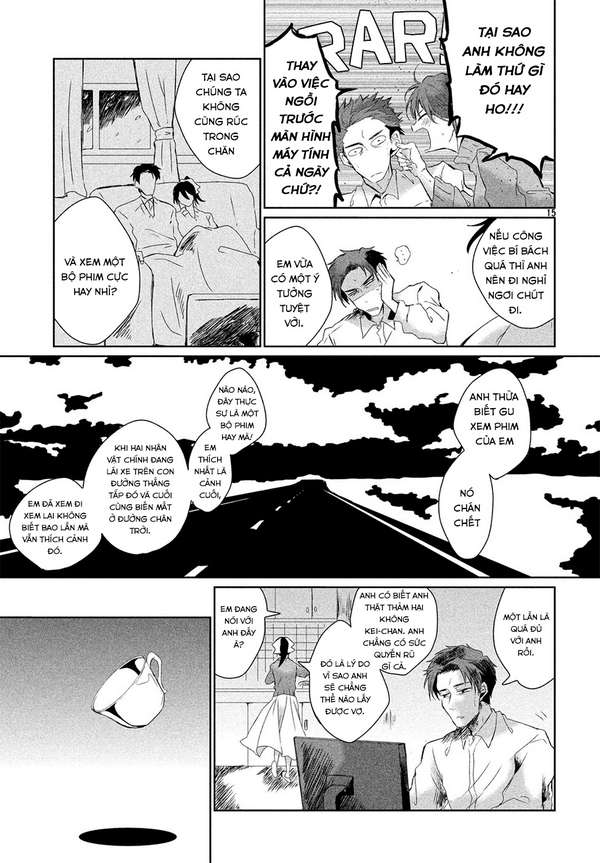 TẠI SAO
ANH KHÔNG
LÀM THỨ GÌ
ĐÓ HAY
HO!!!
RAR
THAY
VÀO VIỆC
NGỒI
TRƯỚC
MÀN HÌNH
MÁY TÍNH
CẢ NGÀY
CHỨ?!
TẠI SAO
CHÚNG TA
KHÔNG
CÙNG RÚC
TRONG
CHĂN
VÀ XEM MỘT
BỘ PHIM CỰC
HAY NHỈ?
15
NẾU CÔNG
VIỆC BÍ BÁCH
QUÁ THÌ ANH
NÊN ĐI NGHỈ
NGƠI CHÚT
ĐI.
EM VỪA
CÓ MỘT Ý
TƯỞNG
TUYỆT
VỜI.
ANH THỪA
BIẾT GU
XEM PHIM
CỦA EM
NÓ
CHÁN
CHẾT
NÀO NÀO,
ĐÂY THỰC
SỰ LÀ MỘT
BỘ PHIM
HAY MÀ!
EM
THÍCH
NHẤT LÀ
CẢNH
CUỐI,
KHI HAI NHÂN
VẬT CHÍNH ĐANG
LÁI XE TRÊN CON
ĐƯỜNG THẲNG
TẮP ĐÓ VÀ CUỐI
CÙNG BIẾN MẤT
Ở ĐƯỜNG CHÂN
TRỜI.
EM ĐÃ XEM ĐI
XEM LẠI KHÔNG
BIẾT BAO LẦN MÀ
VẪN THÍCH CẢNH
ĐÓ.
MỘT LẦN LÀ
QUÁ ĐỦ
VỚI ANH
RỒI.
ANH CÓ BIẾT ANH
THẬT THẢM HẠI
KHÔNG
KEI-CHAN. ANH
CHẲNG CÓ SỨC
QUYẾN RŨ
GÌ CẢ.
ĐÓ LÀ LÝ DO
VÌ SAO ANH
SẼ CHẲNG
THỂ NÀO LẤY
ĐƯỢC VỢ.
EM ĐANG
NÓI VỚI
ANH ĐẤY
À?